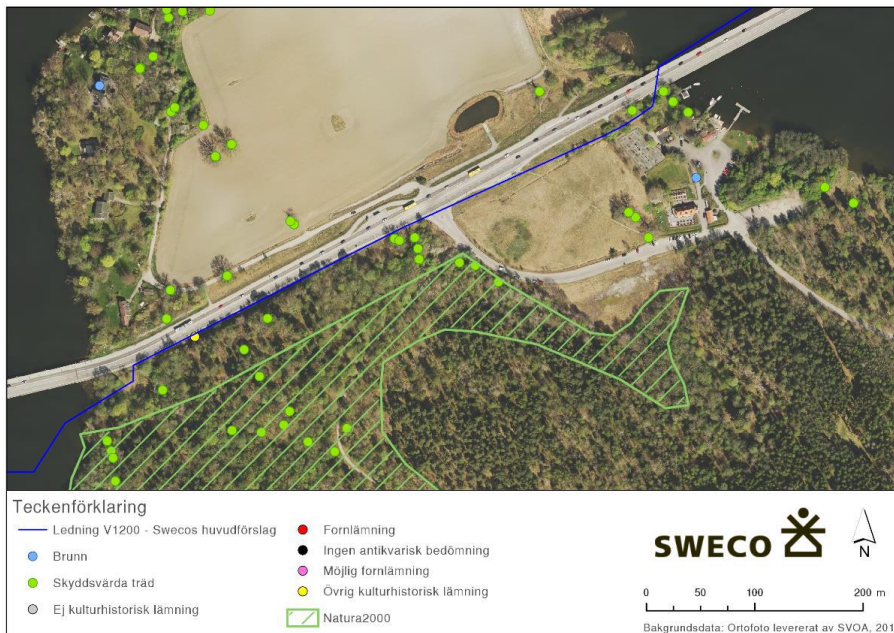 Teckenförklaring
Ledning V1200 - Swecos huvudförslag
Brunn
Skyddsvärda träd
Ej kulturhistorisk lämning
Fornlämning
Ingen antikvarisk bedömning
Möjlig fornlämning
Övrig kulturhistorisk lämning
Natura2000
SWECO
N
0 50 100 200 m
Bakgrundsdata: Ortofoto levererat av SVOA, 201